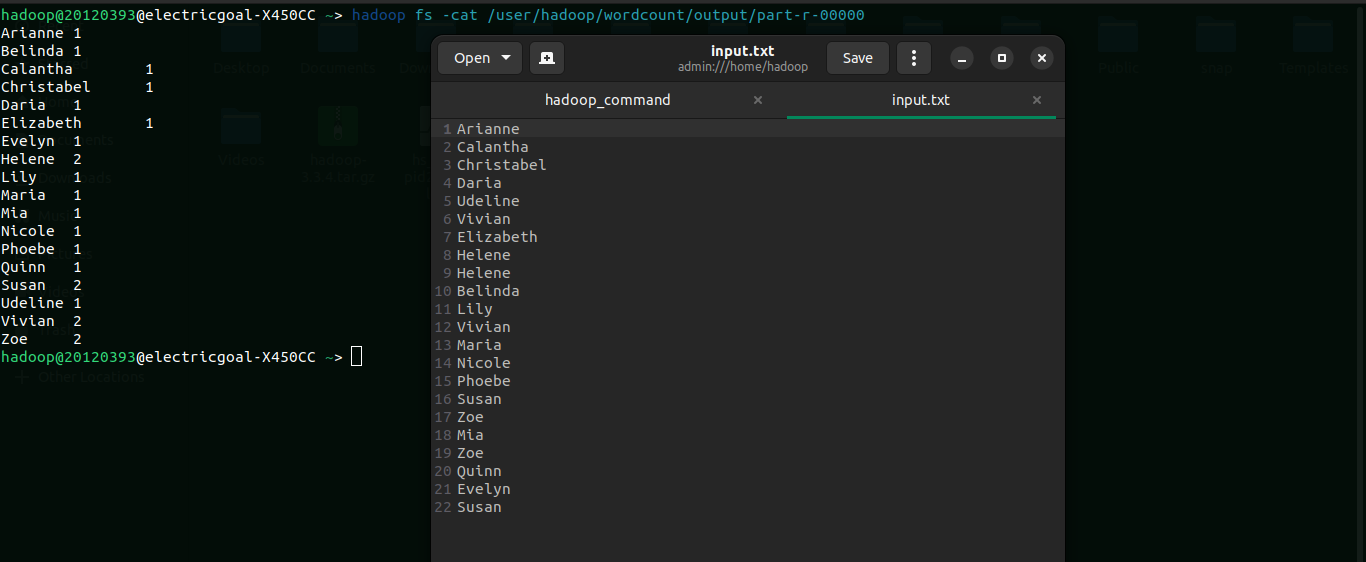 hadoop@20120393@electricgoal-X450CC ~> hadoop fs -cat /user/hadoop/wordcount/output/part-r-00000
Arianne 1
Belinda 1
Calantha 1
Christabel 1
Daria 1
Elizabeth 1
Evelyn 1
Helene 2
Lily 1
Maria 1
Mia 1
Nicole 1
Phoebe 1
Quinn 1
Susan 2
Udeline 1
Vivian 2
Zoe 2
hadoop@20120393@electricgoal-X450CC ~>
Other Locations
Desktop
Documents
Videos
Public
snap
Templates
Open
input.txt
admin:///home/hadoop
Save
hadoop_command
input.txt
1 Arianne
2 Calantha
3 Christabel
4 Daria
5 Udeline
6 Vivian
7 Elizabeth
8 Helene
9 Helene
10 Belinda
11 Lily
12 Vivian
13 Maria
14 Nicole
15 Phoebe
16 Susan
17 Zoe
18 Mia
19 Zoe
20 Quinn
21 Evelyn
22 Susan